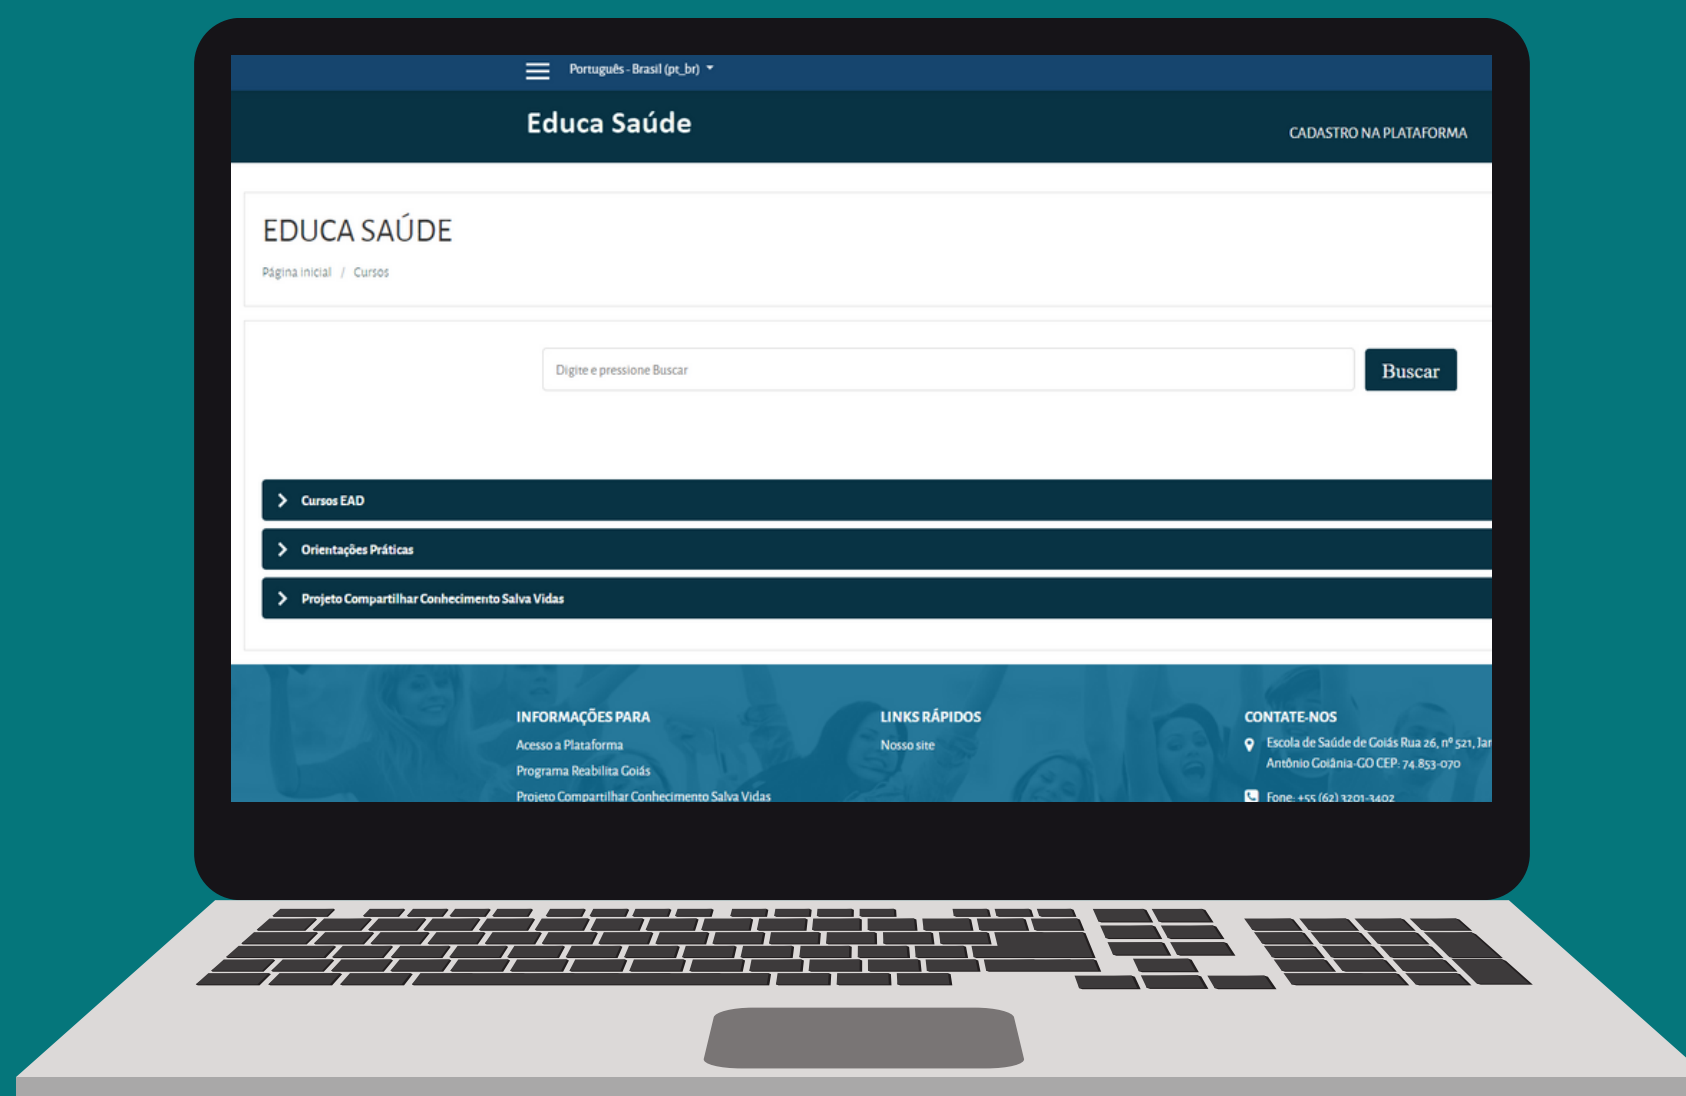 Português - Brasil (pt_br)
Educa Saúde
CADASTRO NA PLATAFORMA
EDUCA SAÚDE
Página inicial / Cursos
Digite e pressione Buscar
Buscar
Cursos EAD
Orientações Práticas
Projeto Compartilhar Conhecimento Salva Vidas
INFORMAÇÕES PARA
Acesso a Plataforma
Programa Reabilita Goiás
Projeto Compartilhar Conhecimento Salva Vidas
LINKS RÁPIDOS
Nosso site
CONTATE-NOS
Escola de Saúde de Goiás Rua 26, nº 521, Jar
Antônio Goiânia-GO CEP: 74.853-070
Fone: +55 (62) 3201-3402